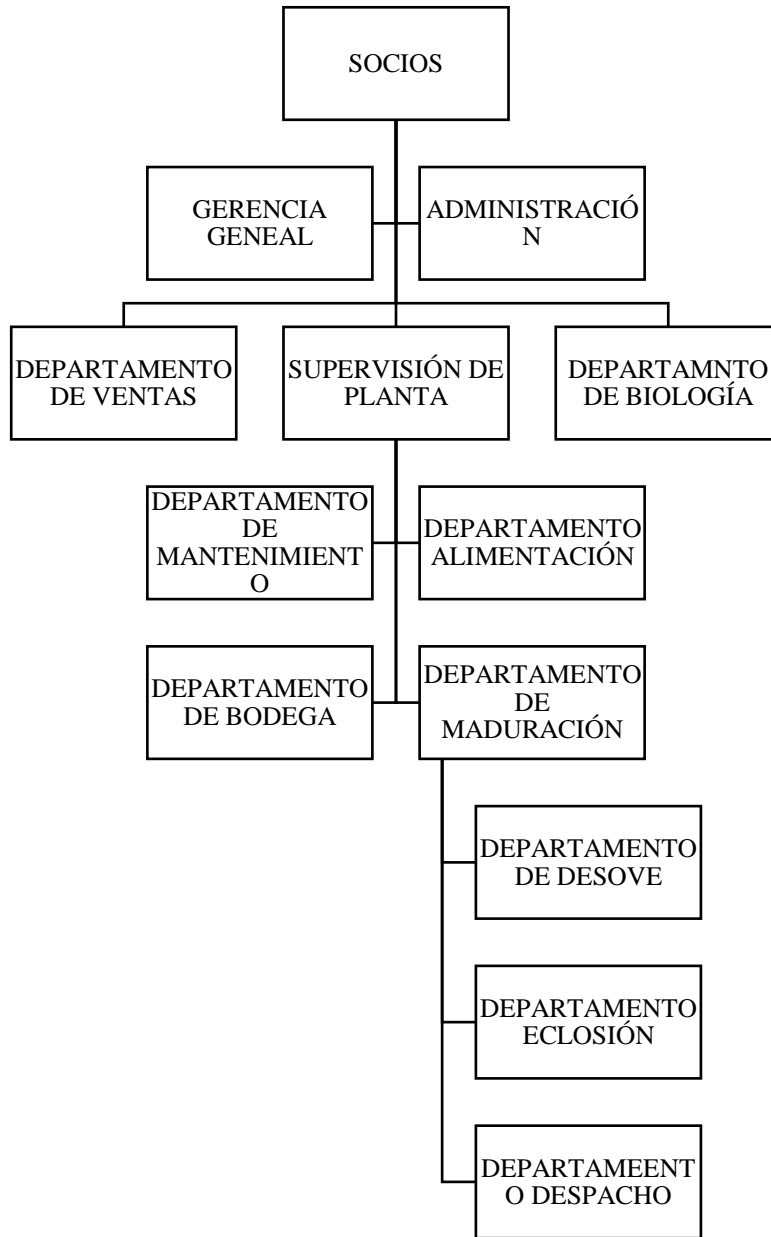 SOCIOS
GERENCIA
GENEAL
ADMINISTRACIÓ
N
DEPARTAMENTO
DE VENTAS
SUPERVISIÓN DE
PLANTA
DEPARTAMNTO
DE BIOLOGÍA
DEPARTAMENTO
DE
MANTENIMIENT
O
DEPARTAMENTO
ALIMENTACIÓN
DEPARTAMENTO
DE BODEGA
DEPARTAMENTO
DE
MADURACIÓN
DEPARTAMENTO
DE DESOVE
DEPARTAMENTO
ECLOSIÓN
DEPARTAMEENT
O DESPACHO